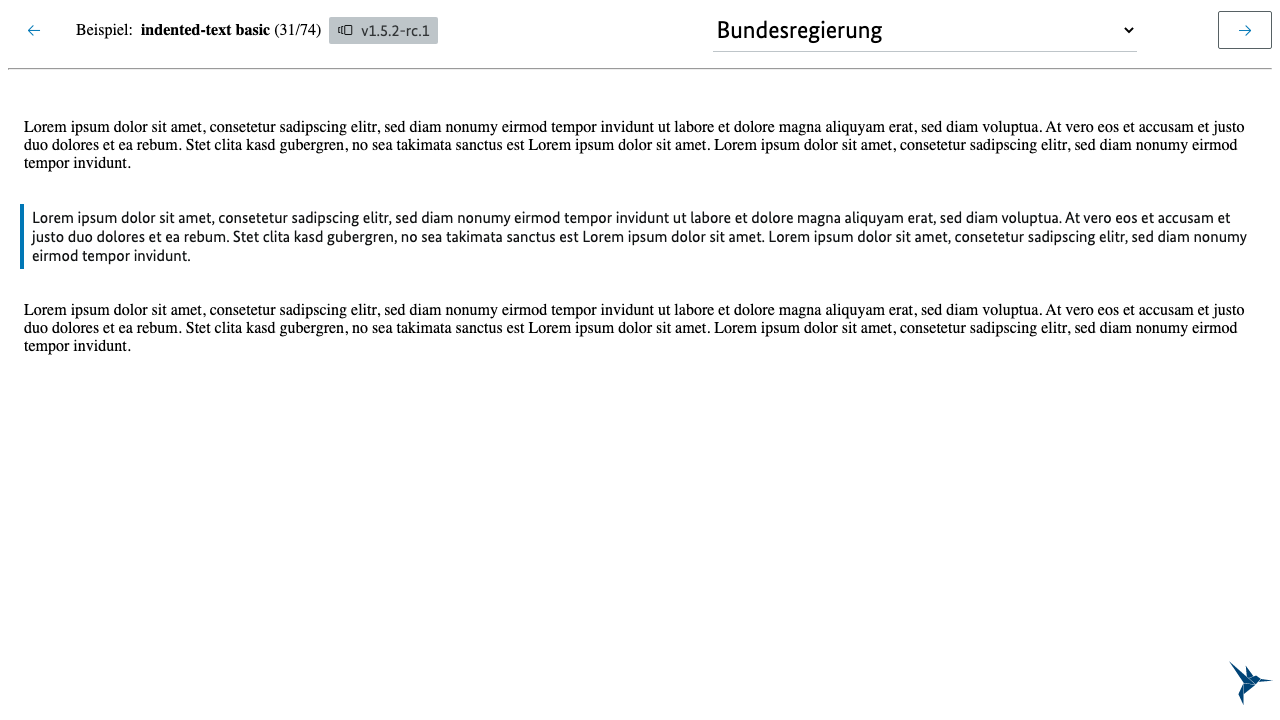 Beispiel: indented-text basic (31/74) v1.5.2-rc.1 Bundesregierung
Lorem ipsum dolor sit amet, consetetur sadipscing elitr, sed diam nonumy eirmod tempor invidunt ut labore et dolore magna aliquyam erat, sed diam voluptua. At vero eos et accusam et justo
duo dolores et ea rebum. Stet clita kasd gubergren, no sea takimata sanctus est Lorem ipsum dolor sit amet. Lorem ipsum dolor sit amet, consetetur sadipscing elitr, sed diam nonumy eirmod
tempor invidunt.
Lorem ipsum dolor sit amet, consetetur sadipscing elitr, sed diam nonumy eirmod tempor invidunt ut labore et dolore magna aliquyam erat, sed diam voluptua. At vero eos et accusam et
justo duo dolores et ea rebum. Stet clita kasd gubergren, no sea takimata sanctus est Lorem ipsum dolor sit amet. Lorem ipsum dolor sit amet, consetetur sadipscing elitr, sed diam nonumy
eirmod tempor invidunt.
Lorem ipsum dolor sit amet, consetetur sadipscing elitr, sed diam nonumy eirmod tempor invidunt ut labore et dolore magna aliquyam erat, sed diam voluptua. At vero eos et accusam et justo
duo dolores et ea rebum. Stet clita kasd gubergren, no sea takimata sanctus est Lorem ipsum dolor sit amet. Lorem ipsum dolor sit amet, consetetur sadipscing elitr, sed diam nonumy eirmod
tempor invidunt.